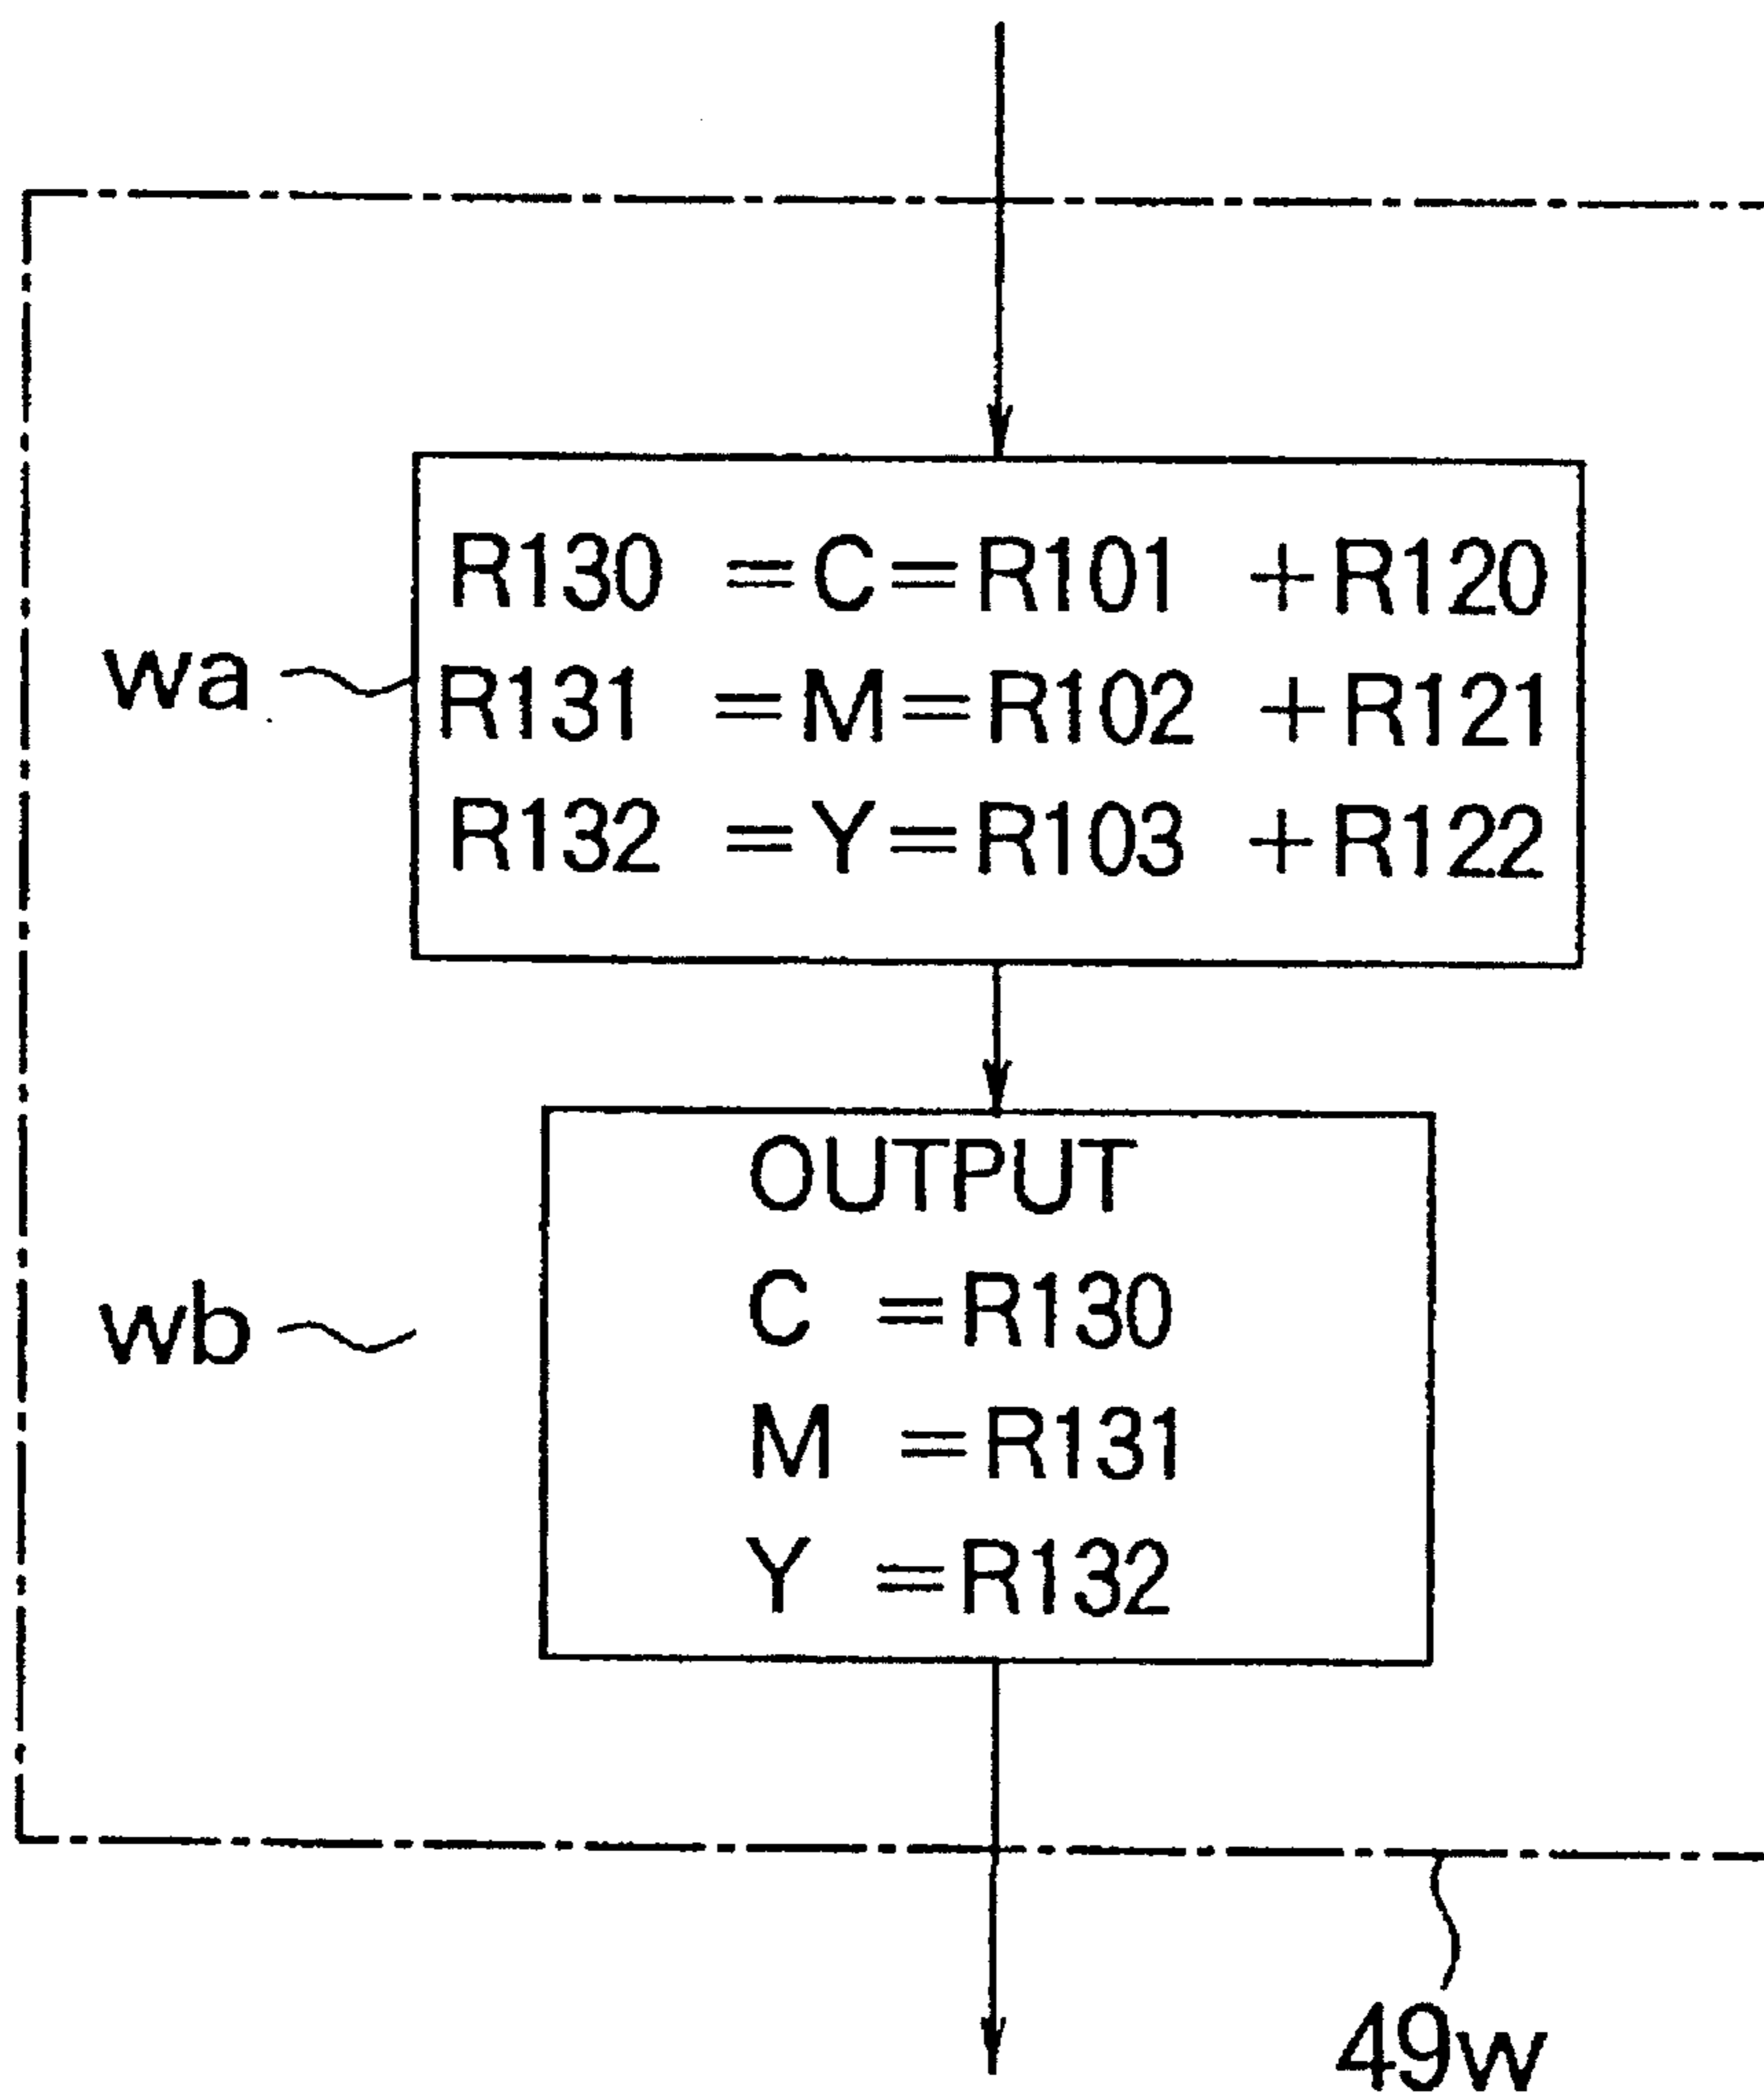 R130 =C=R101 +R120
wa
R131 =M=R102 +R121
R132 =Y=R103 +R122
OUTPUT
C =R130
wb
M =R131
Y =R132
49w